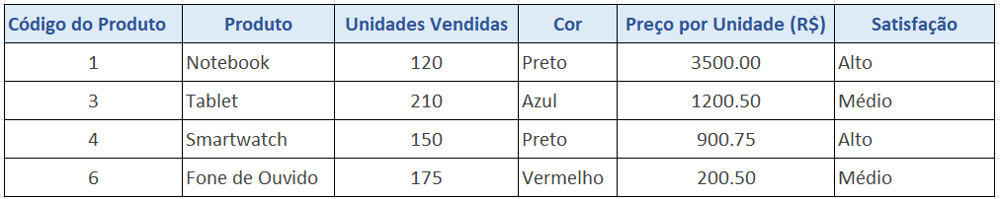 Código do Produto Produto Unidades Vendidas Cor Preço por Unidade (R$) Satisfação
1 Notebook 120 Preto 3500.00 Alto
3 Tablet 210 Azul 1200.50 Médio
4 Smartwatch 150 Preto 900.75 Alto
6 Fone de Ouvido 175 Vermelho 200.50 Médio